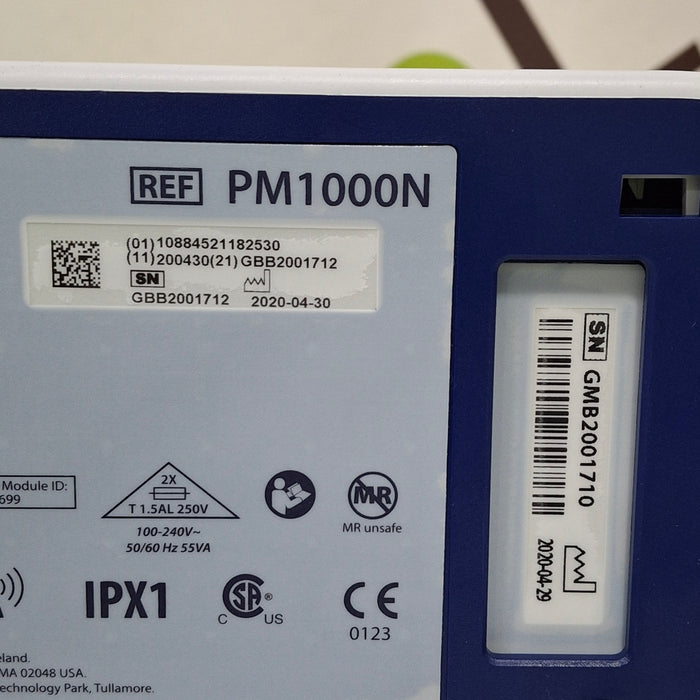 REF PM1000N
(01)10884521182530
(11)200430(21)GBB2001712
SN
GBB2001712 2020-04-30
SN GMB2001710
2020-04-29
Module ID:
699
2X
T 1.5AL 250V
100-240V~
50/60 Hz 55VA
MR
MR unsafe
IPX1
CSA ®
C US
CE
0123
eland.
MA 02048 USA.
echnology Park, Tullamore.